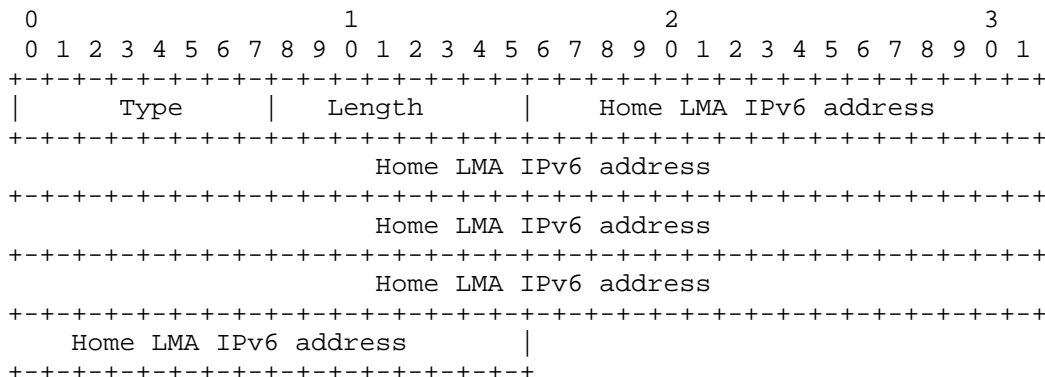 0                   1                   2                   3
 0 1 2 3 4 5 6 7 8 9 0 1 2 3 4 5 6 7 8 9 0 1 2 3 4 5 6 7 8 9 0 1
+-+-+-+-+-+-+-+-+-+-+-+-+-+-+-+-+-+-+-+-+-+-+-+-+-+-+-+-+-+-+-+-+
|      Type     |   Length      |    Home LMA IPv6 address
+-+-+-+-+-+-+-+-+-+-+-+-+-+-+-+-+-+-+-+-+-+-+-+-+-+-+-+-+-+-+-+-+
                       Home LMA IPv6 address
+-+-+-+-+-+-+-+-+-+-+-+-+-+-+-+-+-+-+-+-+-+-+-+-+-+-+-+-+-+-+-+-+
                       Home LMA IPv6 address
+-+-+-+-+-+-+-+-+-+-+-+-+-+-+-+-+-+-+-+-+-+-+-+-+-+-+-+-+-+-+-+-+
                       Home LMA IPv6 address
+-+-+-+-+-+-+-+-+-+-+-+-+-+-+-+-+-+-+-+-+-+-+-+-+-+-+-+-+-+-+-+-+
    Home LMA IPv6 address       |
+-+-+-+-+-+-+-+-+-+-+-+-+-+-+-+-+